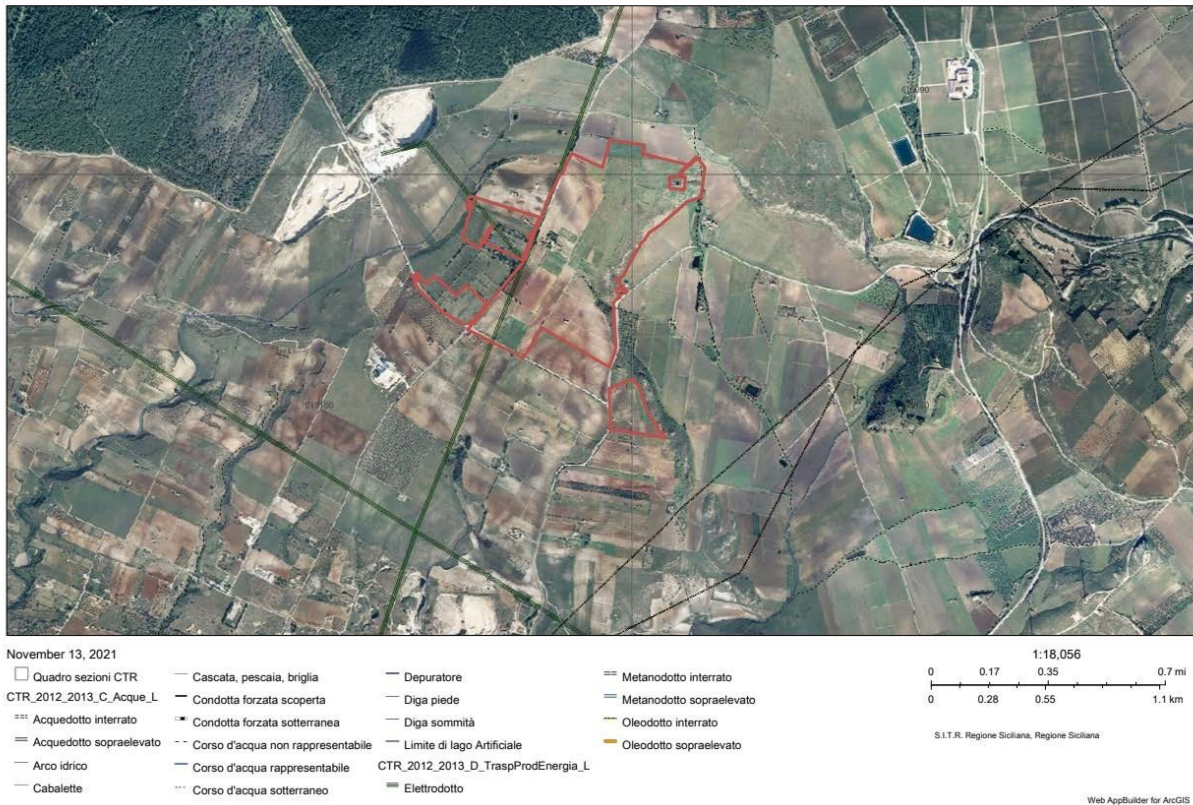 November 13, 2021
Quadro sezioni CTR
CTR_2012_2013_C_Acque_L
Acquedotto interrato
Acquedotto sopraelevato
Arco idrico
Cabalette
Cascata, pescaia, briglia
Condotta forzata scoperta
Condotta forzata sotterranea
Corso d'acqua non rappresentabile
Corso d'acqua rappresentabile
Corso d'acqua sotterraneo
Depuratore
Diga piede
Diga sommità
Limite di lago Artificiale
CTR_2012_2013_D_TraspProdEnergia_L
Elettrodotto
Metanodotto interrato
Metanodotto sopraelevato
Oleodotto interrato
Oleodotto sopraelevato
1:18,056
0 0.17 0.35 0.7 mi
0 0.28 0.55 1.1 km
S.I.T.R. Regione Siciliana, Regione Siciliana
Web AppBuilder for ArcGIS